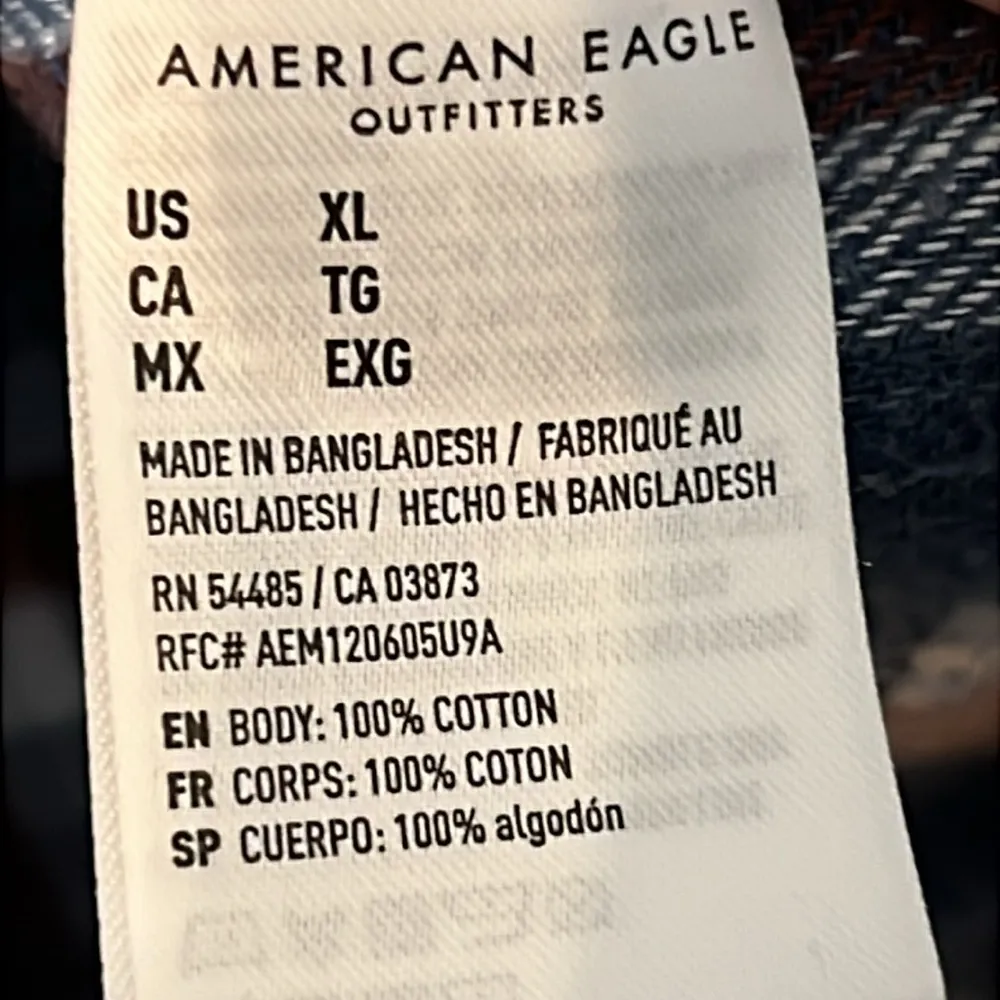 AMERICAN EAGLE
OUTFITTERS
US XL
CA TG
MX EXG
MADE IN BANGLADESH / FABRIQUÉ AU
BANGLADESH / HECHO EN BANGLADESH
RN 54485 / CA 03873
RFC# AEM120605U9A
EN BODY: 100% COTTON
FR CORPS: 100% COTON
SP CUERPO: 100% algodón